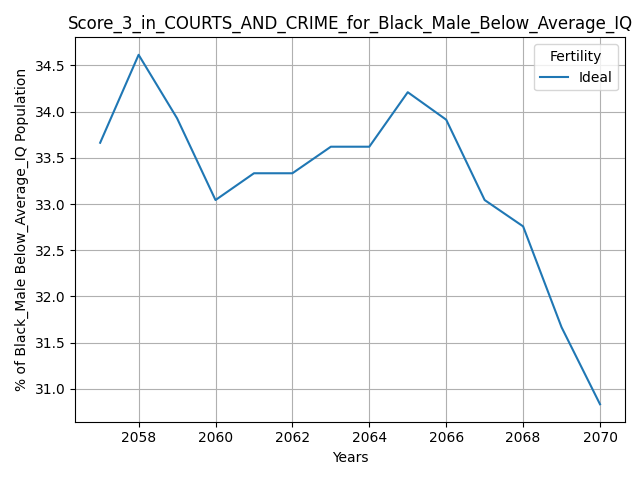 Score_3_in_COURTS_AND_CRIME_for_Black_Male_Below_Average_IQ
% of Black_Male Below_Average_IQ Population
34.5
34.0
33.5
33.0
32.5
32.0
31.5
31.0
Fertility
Ideal
2058 2060 2062 2064 2066 2068 2070
Years